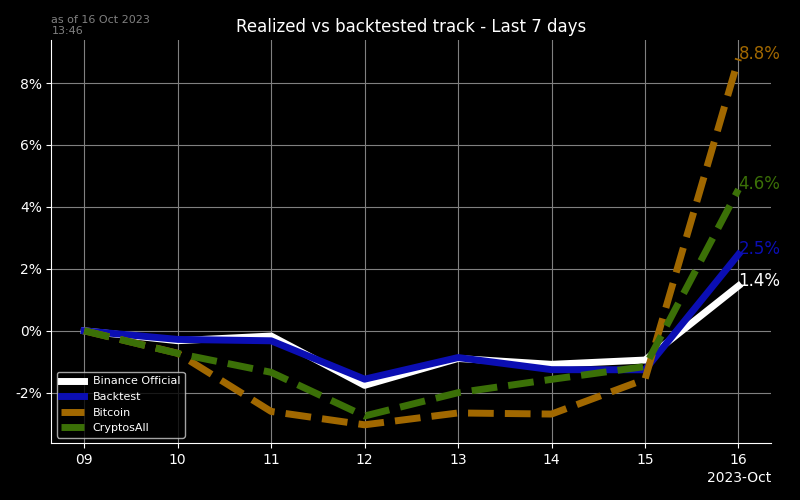 as of 16 Oct 2023
13:46
Realized vs backtested track - Last 7 days
8.8%
8%
6%
4.6%
4%
2.5%
2%
1.4%
0%
-2%
Binance Official
Backtest
Bitcoin
CryptosAll
09 10 11 12 13 14 15 16
2023-Oct